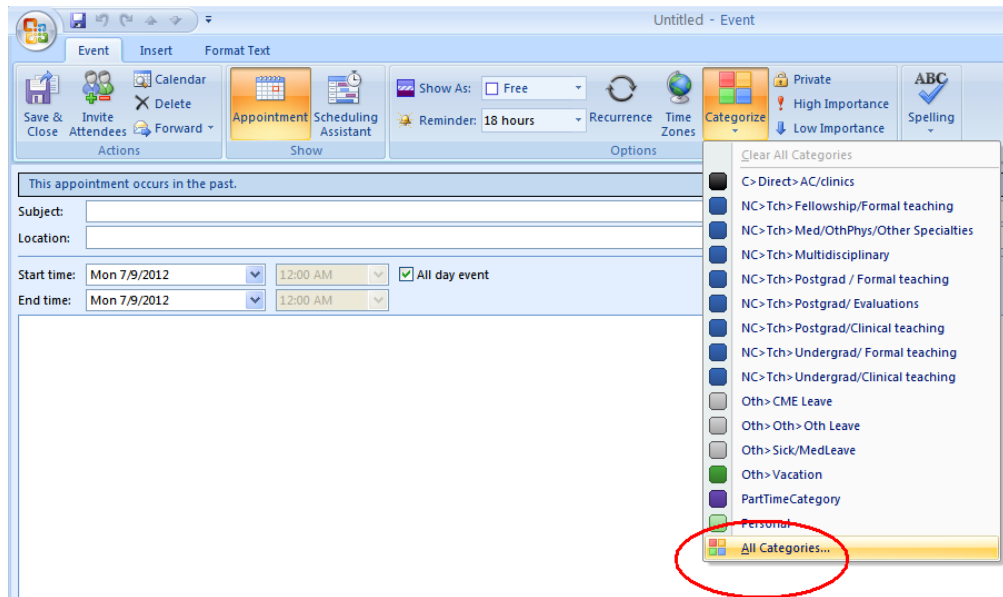 Untitled - Event
Event Insert Format Text
Save & Close
Invite Attendees
Calendar
Delete
Forward
Actions
Appointment
Scheduling Assistant
Show
Show As: Free
Reminder: 18 hours
Recurrence
Time Zones
Categorize
Private
High Importance
Low Importance
Options
ABC
Spelling
This appointment occurs in the past.
Subject:
Location:
Start time: Mon 7/9/2012 12:00 AM All day event
End time: Mon 7/9/2012 12:00 AM
Clear All Categories
C>Direct>AC/clinics
NC>Tch>Fellowship/Formal teaching
NC>Tch>Med/OthPhys/Other Specialties
NC>Tch>Multidisciplinary
NC>Tch>Postgrad / Formal teaching
NC>Tch>Postgrad/ Evaluations
NC>Tch>Postgrad/Clinical teaching
NC>Tch>Undergrad/ Formal teaching
NC>Tch>Undergrad/Clinical teaching
Oth>CME Leave
Oth>Oth>Oth Leave
Oth>Sick/MedLeave
Oth>Vacation
PartTimeCategory
Personal
All Categories...